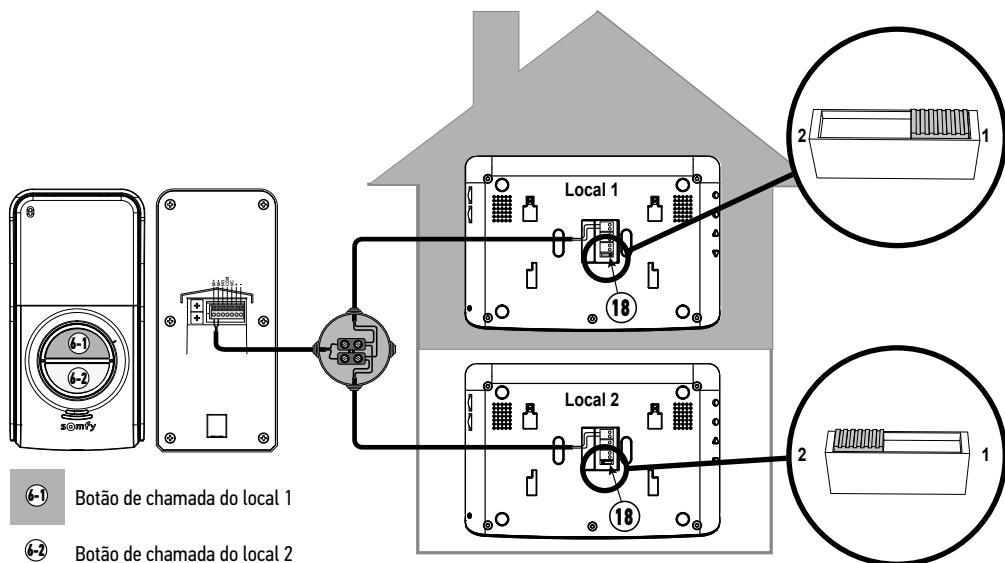 Local 1
2
1
18
6-1
6-2
somfy
Local 2
2
1
18
6-1 Botão de chamada do local 1
6-2 Botão de chamada do local 2